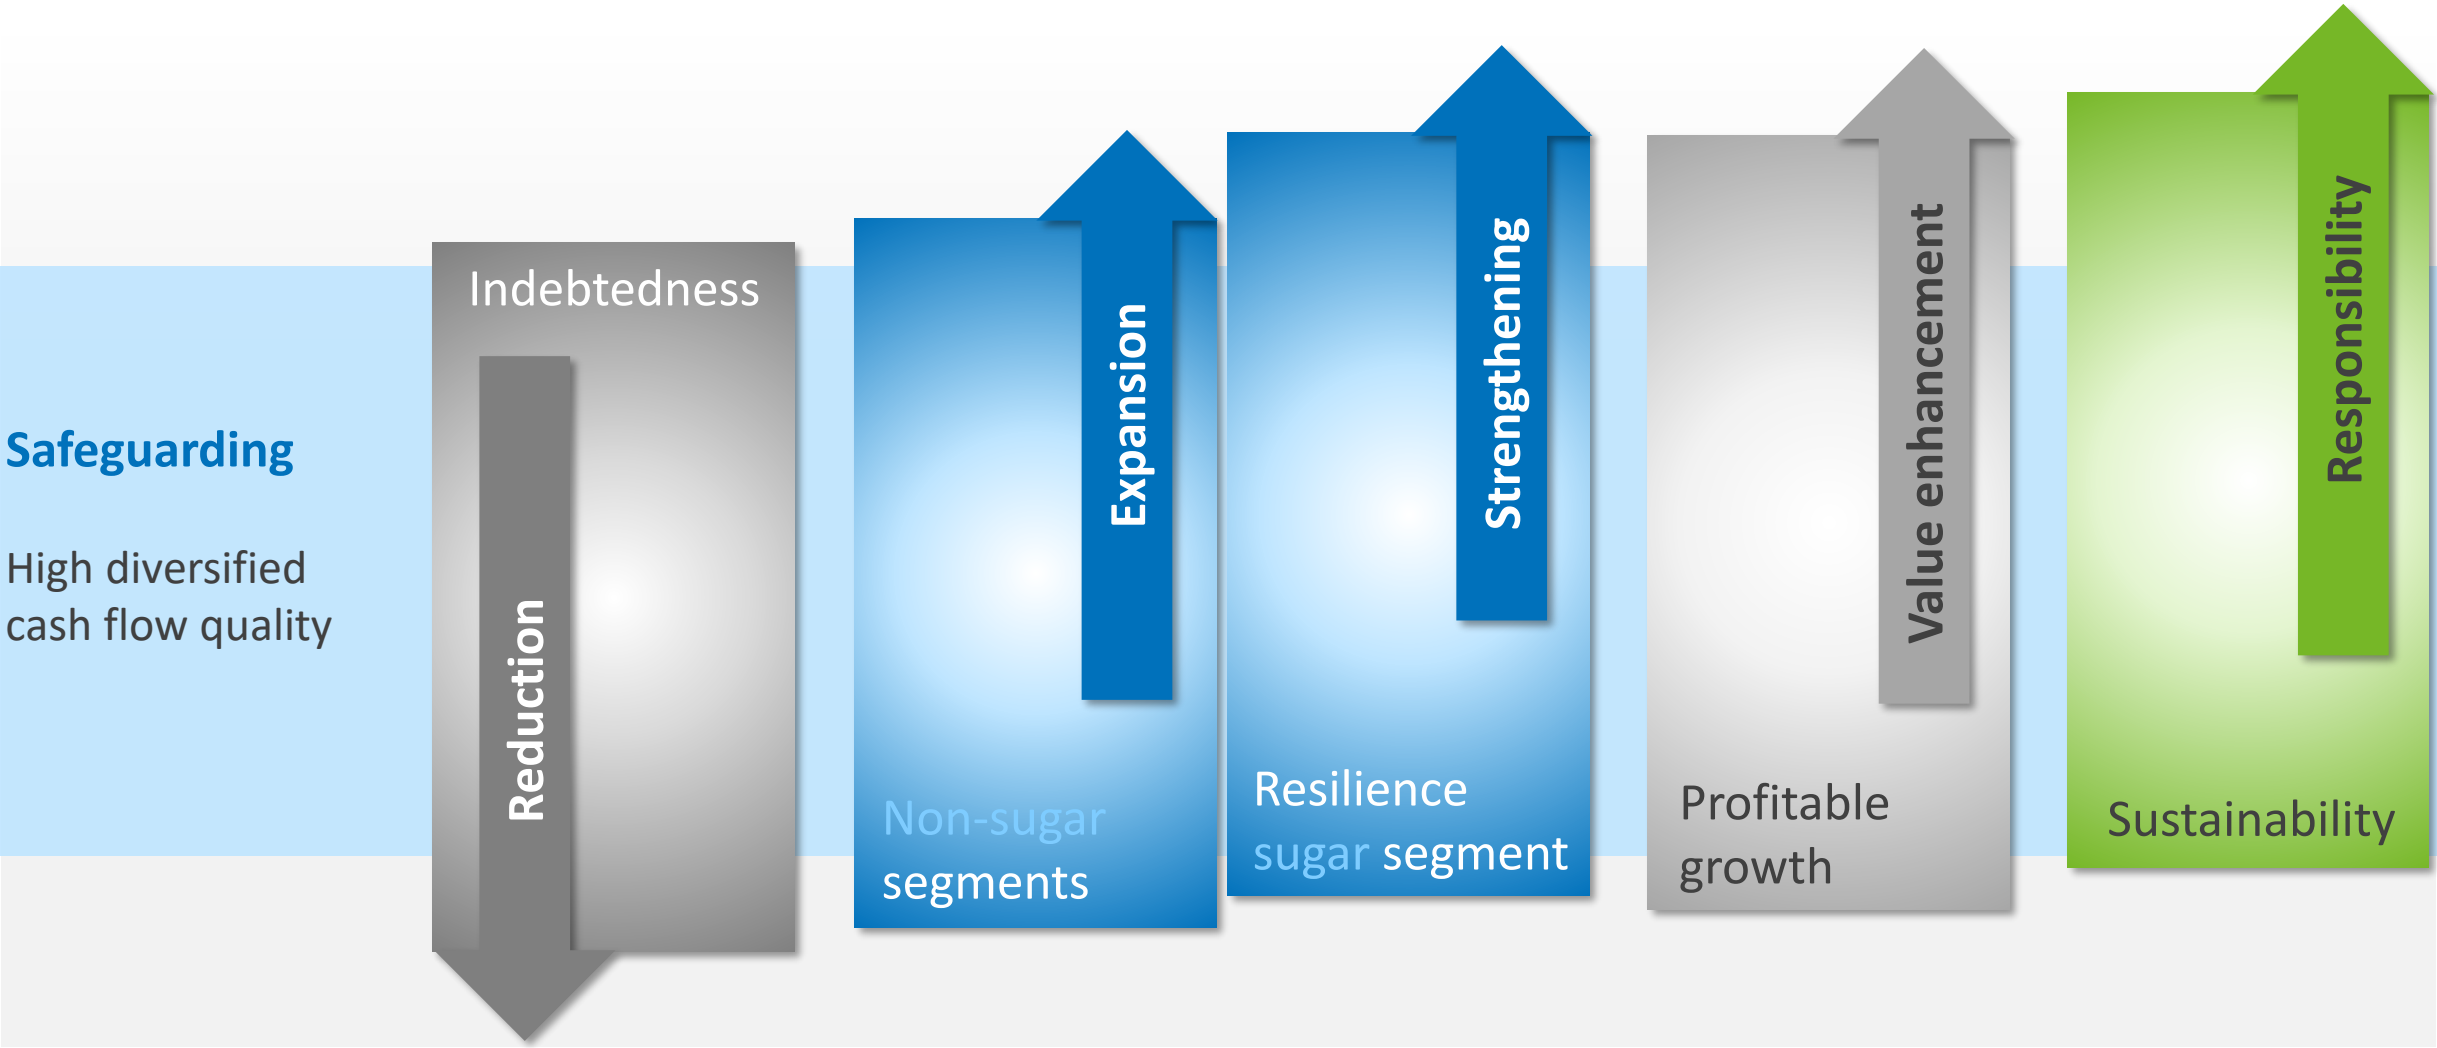 Safeguarding
High diversified
cash flow quality
Indebtedness
Reduction
Expansion
Non-sugar
segments
Strengthening
Resilience
sugar segment
Value enhancement
Profitable
growth
Responsibility
Sustainability